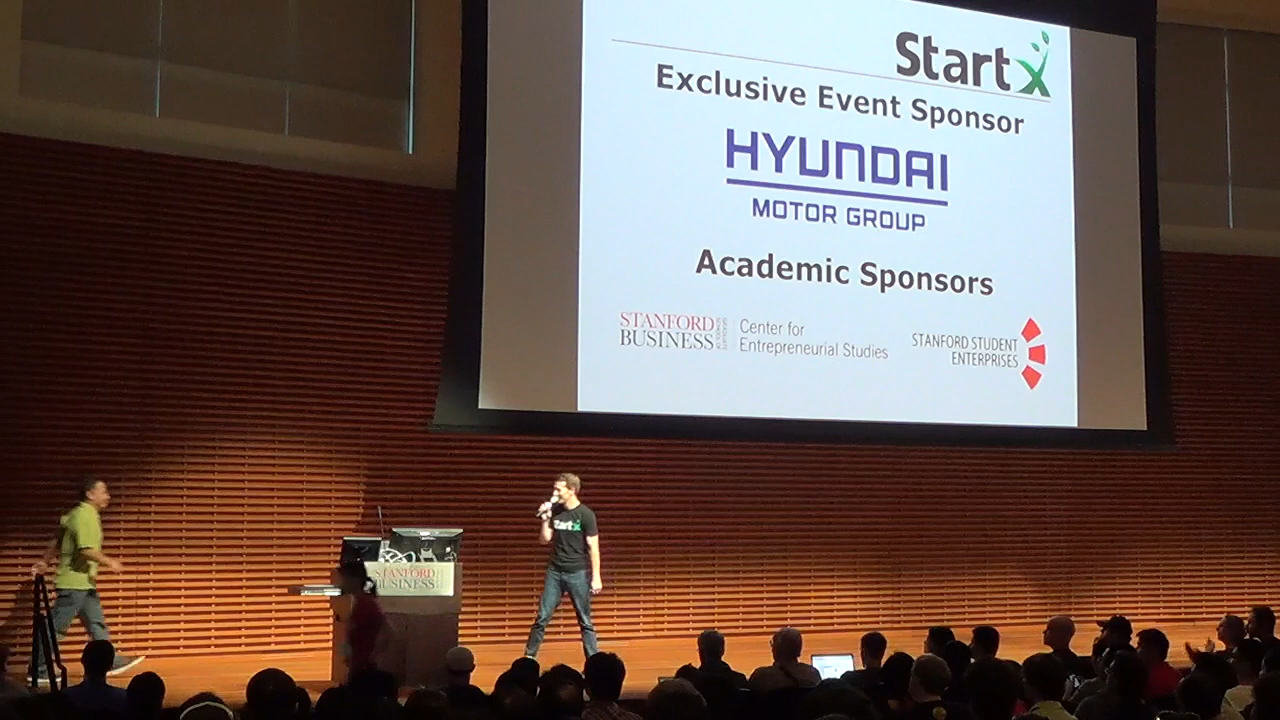 StartX
Exclusive Event Sponsor
HYUNDAI
MOTOR GROUP
Academic Sponsors
STANFORD
BUSINESS
Center for
Entrepreneurial Studies
STANFORD STUDENT
ENTERPRISES
STANFORD
BUSINESS